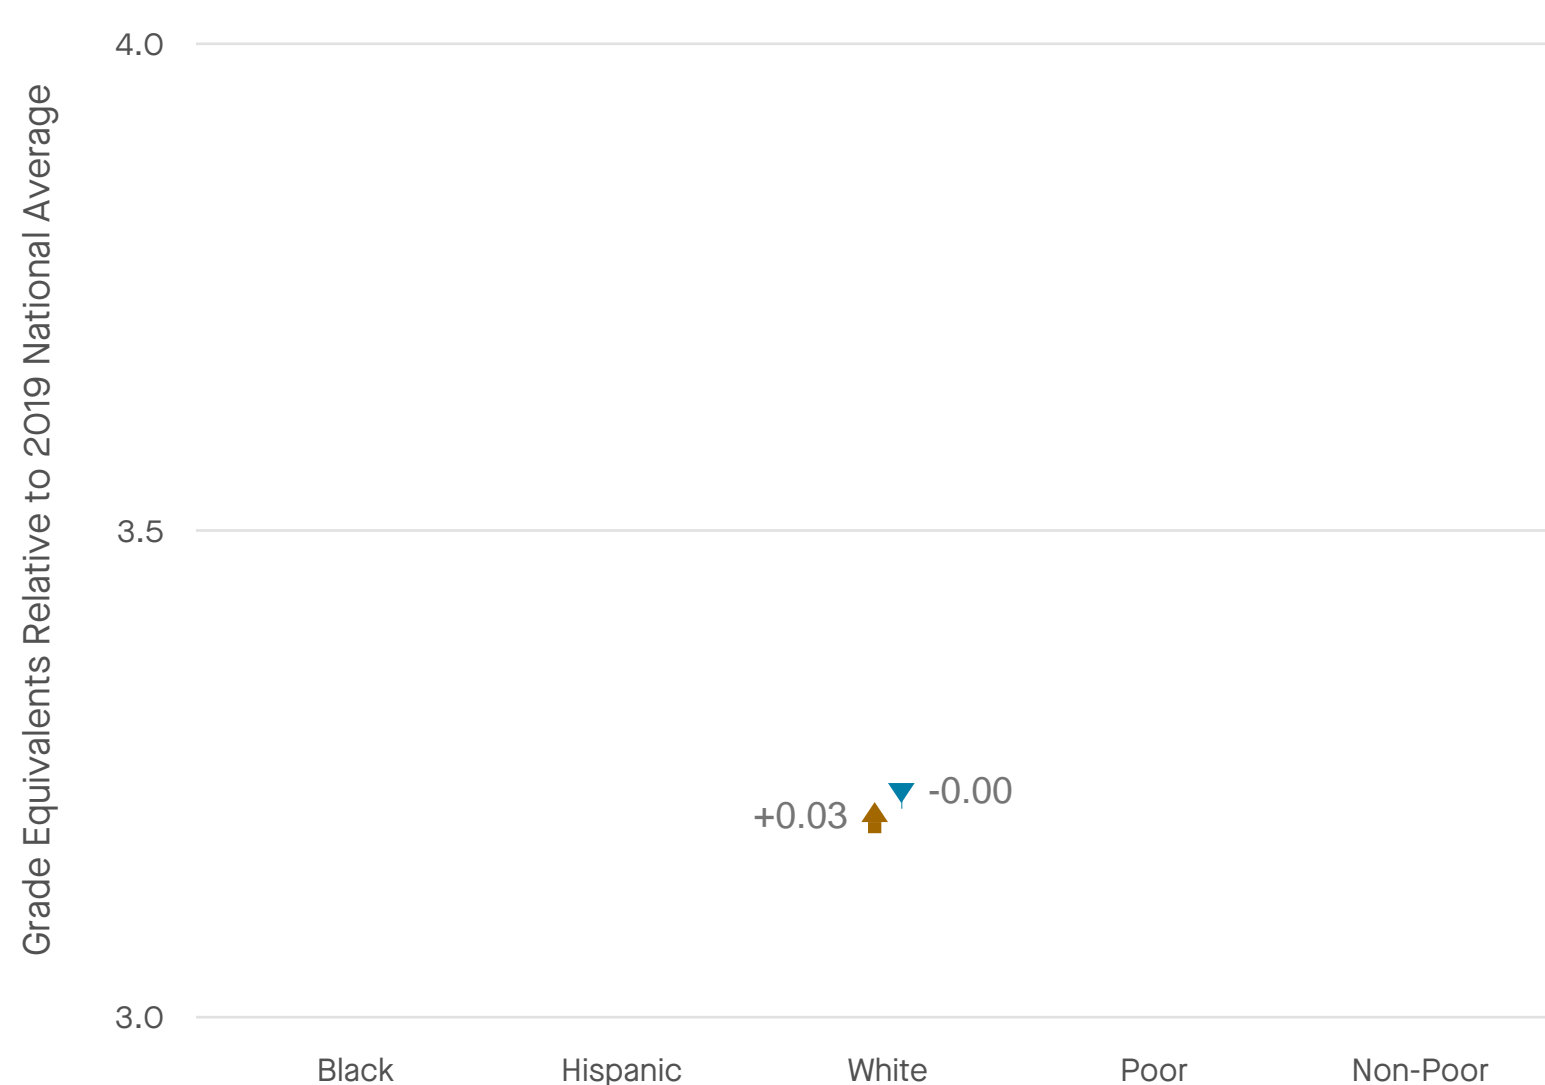 Grade Equivalents Relative to 2019 National Average
4.0
3.5
-0.00
+0.03
3.0
Black Hispanic White Poor Non-Poor